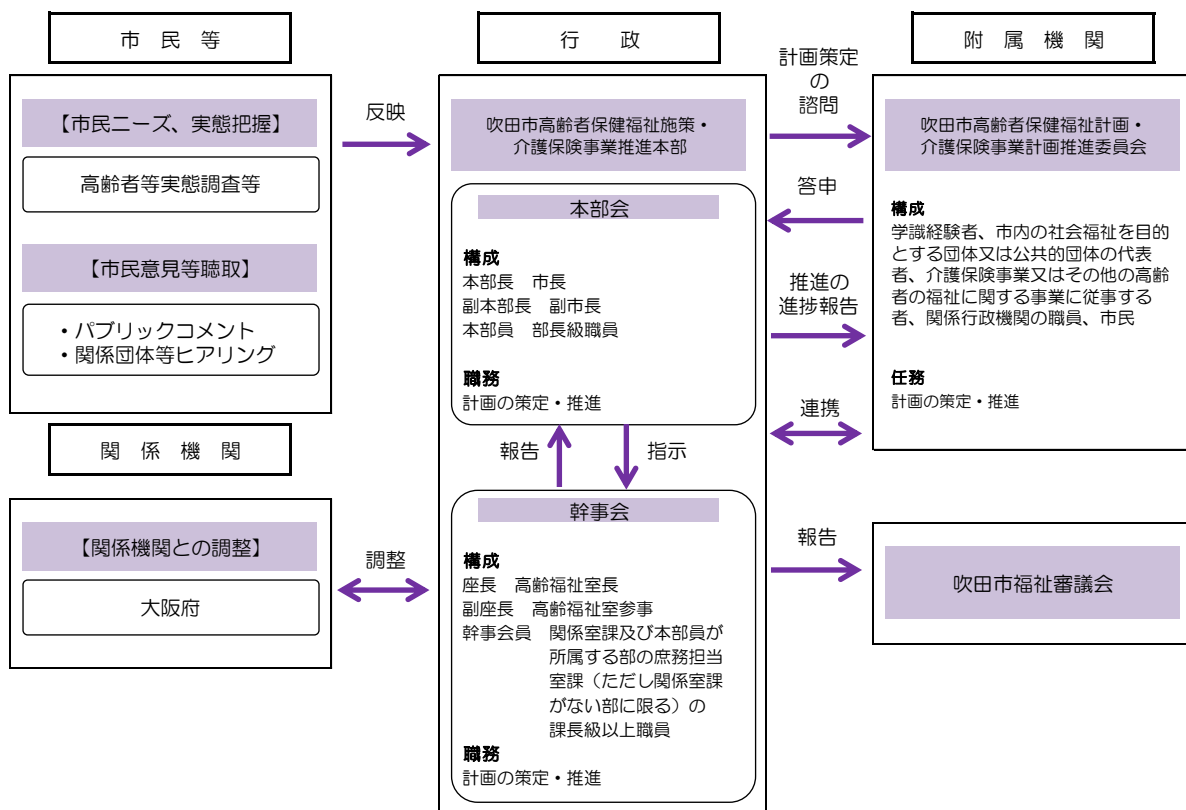 市 民 等
【市民ニーズ、実態把握】
高齢者等実態調査等
【市民意見等聴取】
・パブリックコメント
・関係団体等ヒアリング
関 係 機 関
【関係機関との調整】
大阪府
反映
調整
行 政
吹田市高齢者保健福祉施策・
介護保険事業推進本部
本部会
構成
本部長 市長
副本部長 副市長
本部員 部長級職員
職務
計画の策定・推進
報告
指示
幹事会
構成
座長 高齢福祉室長
副座長 高齢福祉室参事
幹事会員 関係室課及び本部員が
所属する部の庶務担当
室課（ただし関係室課
がない部に限る）の
課長級以上職員
職務
計画の策定・推進
計画策定
の
諮問
答申
推進の
進捗報告
連携
報告
附 属 機 関
吹田市高齢者保健福祉計画・
介護保険事業計画推進委員会
構成
学識経験者、市内の社会福祉を目的
とする団体又は公共的団体の代表
者、介護保険事業又はその他の高齢
者の福祉に関する事業に従事する
者、関係行政機関の職員、市民
任務
計画の策定・推進
吹田市福祉審議会